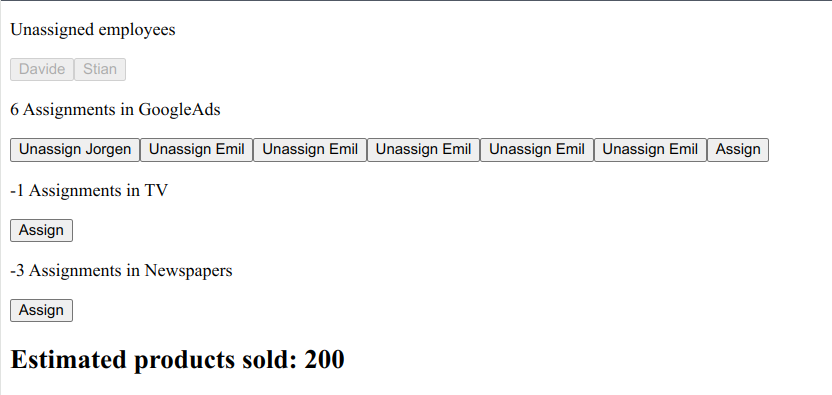 Unassigned employees
Davide Stian
6 Assignments in GoogleAds
Unassign Jorgen Unassign Emil Unassign Emil Unassign Emil Unassign Emil Unassign Emil Assign
-1 Assignments in TV
Assign
-3 Assignments in Newspapers
Assign
Estimated products sold: 200